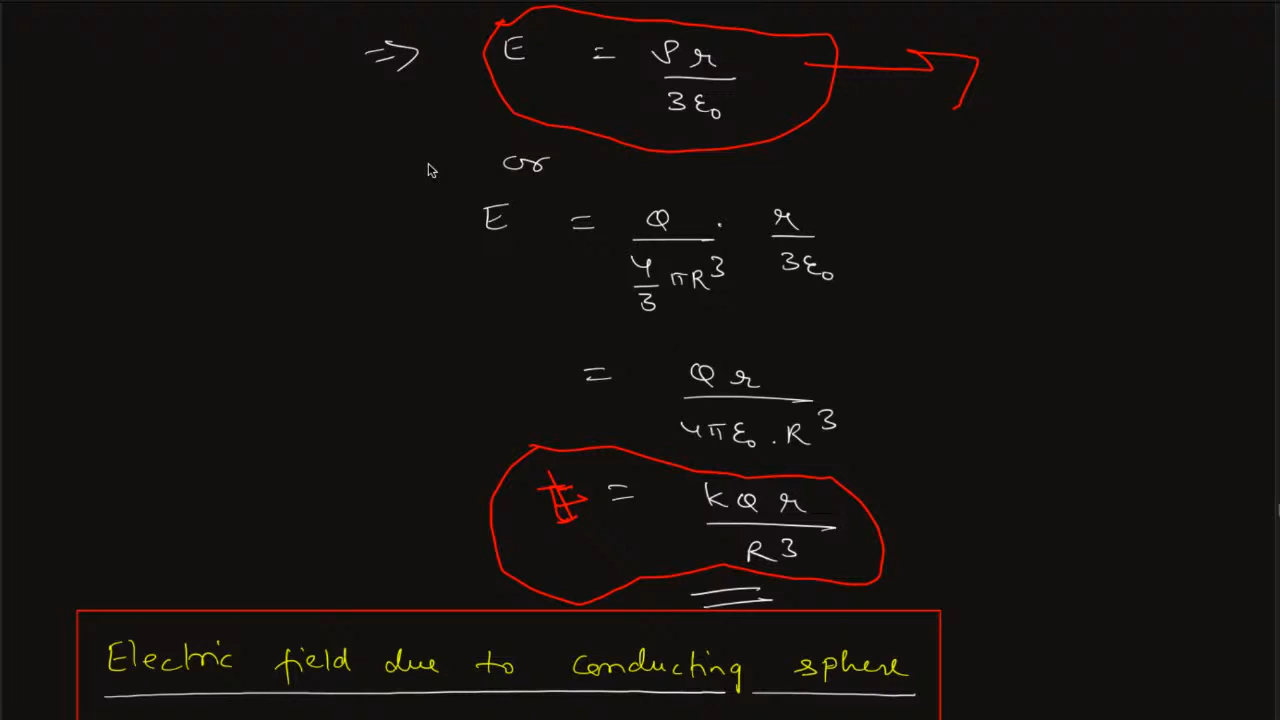 ⇒ E = ρr / 3ε₀
or
E = Q / (4/3 πR³) · r / 3ε₀
= Qr / 4πε₀.R³
E = kQr / R³
Electric field due to conducting sphere